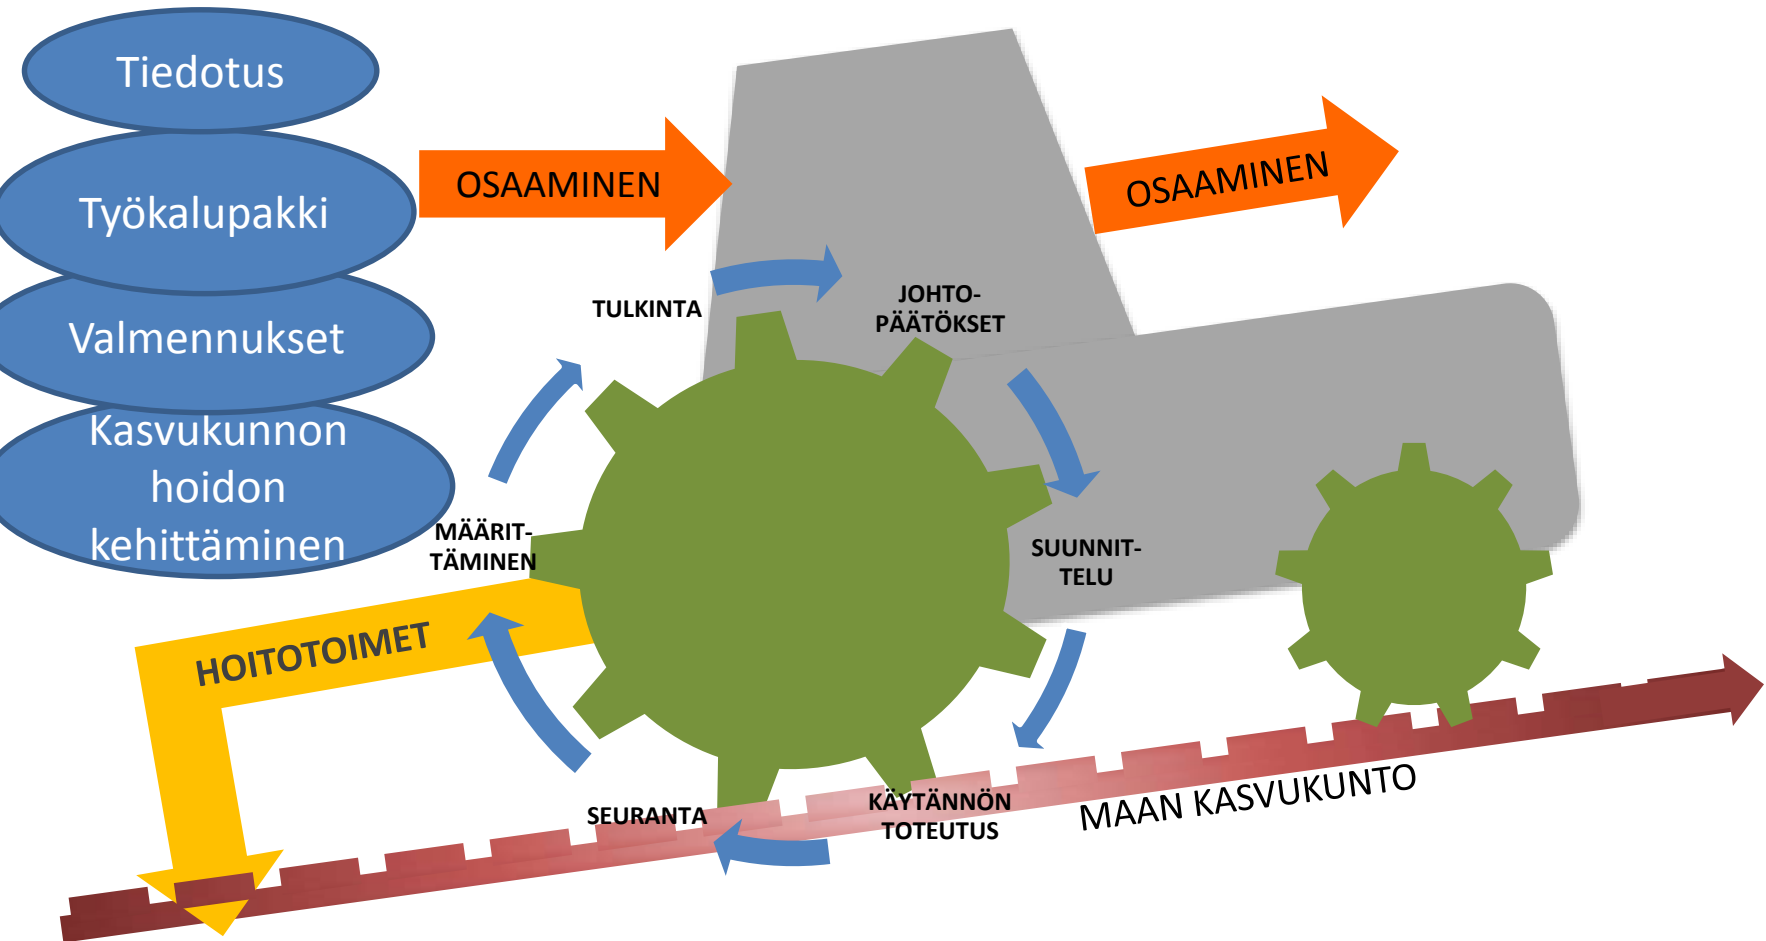 Tiedotus
Työkalupakki
Valmennukset
Kasvukunnon
hoidon
kehittäminen
OSAAMINEN
OSAAMINEN
TULKINTA
JOHTO-
PÄÄTÖKSET
MÄÄRIT-
TÄMINEN
SUUNNIT-
TELU
HOITOTOIMET
SEURANTA
KÄYTÄNNÖN
TOTEUTUS
MAAN KASVUKUNTO